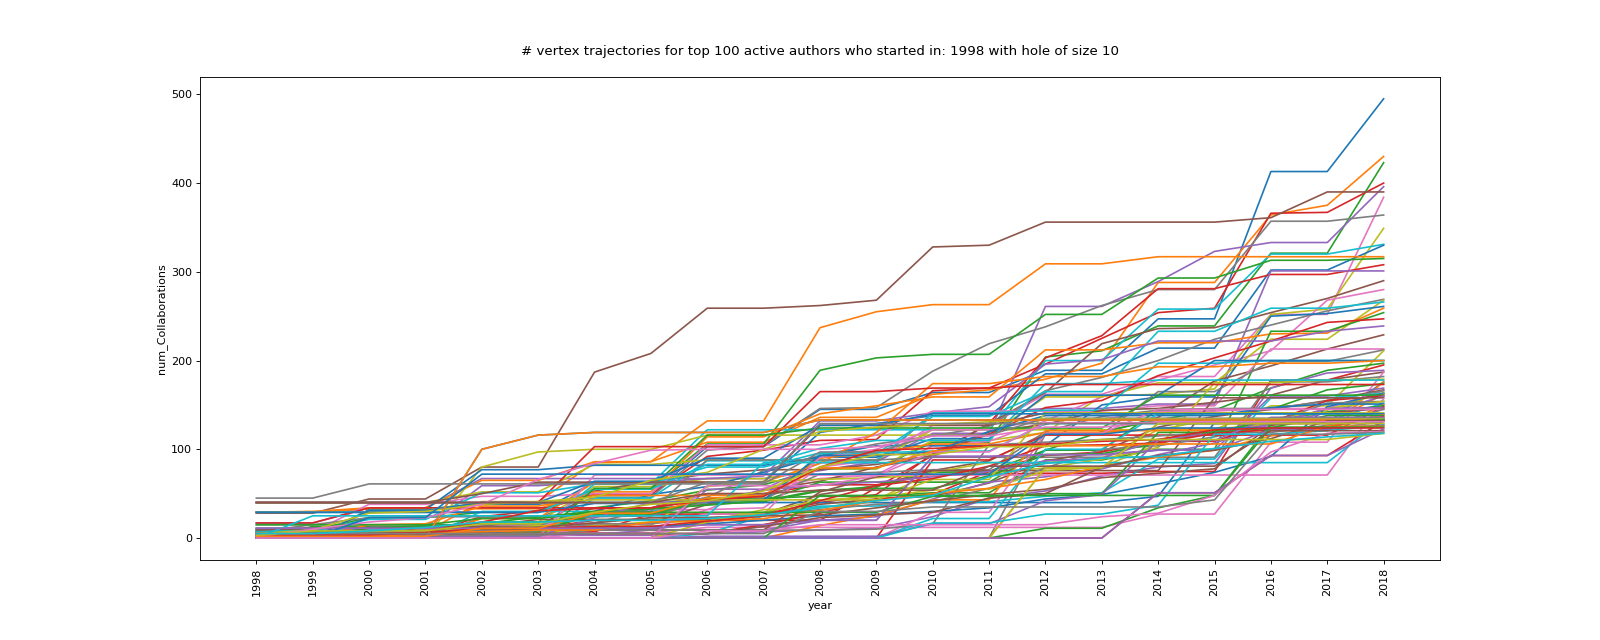 # vertex trajectories for top 100 active authors who started in: 1998 with hole of size 10
num_Collaborations
500
400
300
200
100
0
1998 1999 2000 2001 2002 2003 2004 2005 2006 2007 2008 2009 2010 2011 2012 2013 2014 2015 2016 2017 2018
year